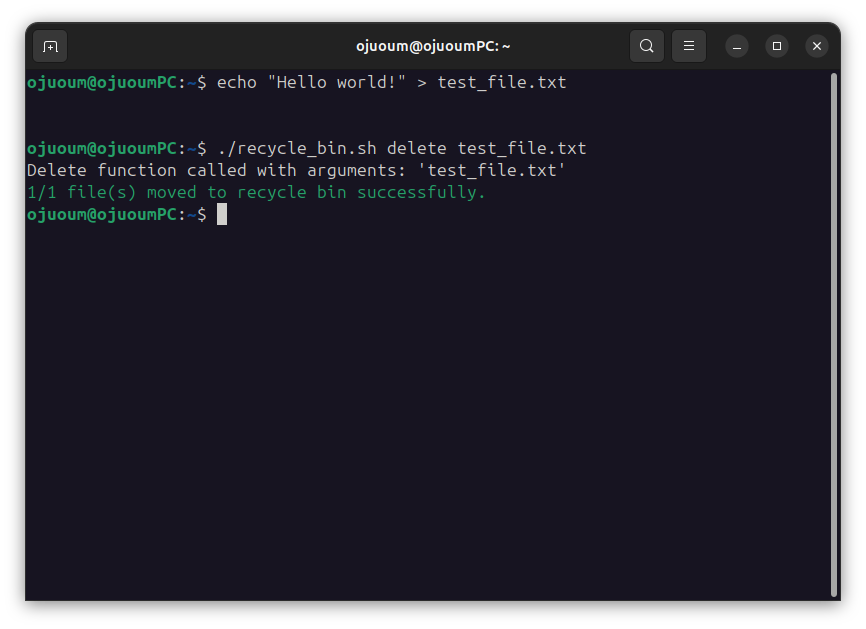 ojuoum@ojuoumPC: ~
ojuoum@ojuoumPC:~$ echo "Hello world!" > test_file.txt
ojuoum@ojuoumPC:~$ ./recycle_bin.sh delete test_file.txt
Delete function called with arguments: 'test_file.txt'
1/1 file(s) moved to recycle bin successfully.
ojuoum@ojuoumPC:~$